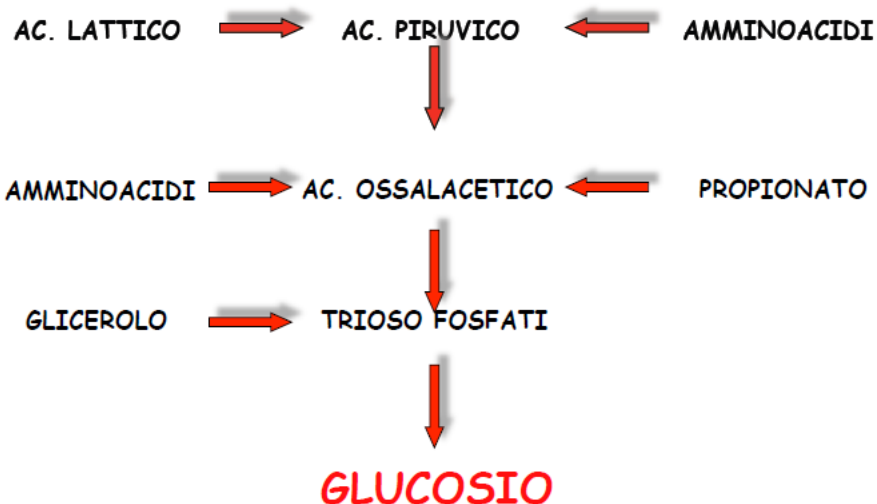 AC. LATTICO AC. PIRUVICO AMMINOACIDI
AMMINOACIDI AC. OSSALACETICO PROPIONATO
GLICEROLO TRIOSO FOSFATI
GLUCOSIO